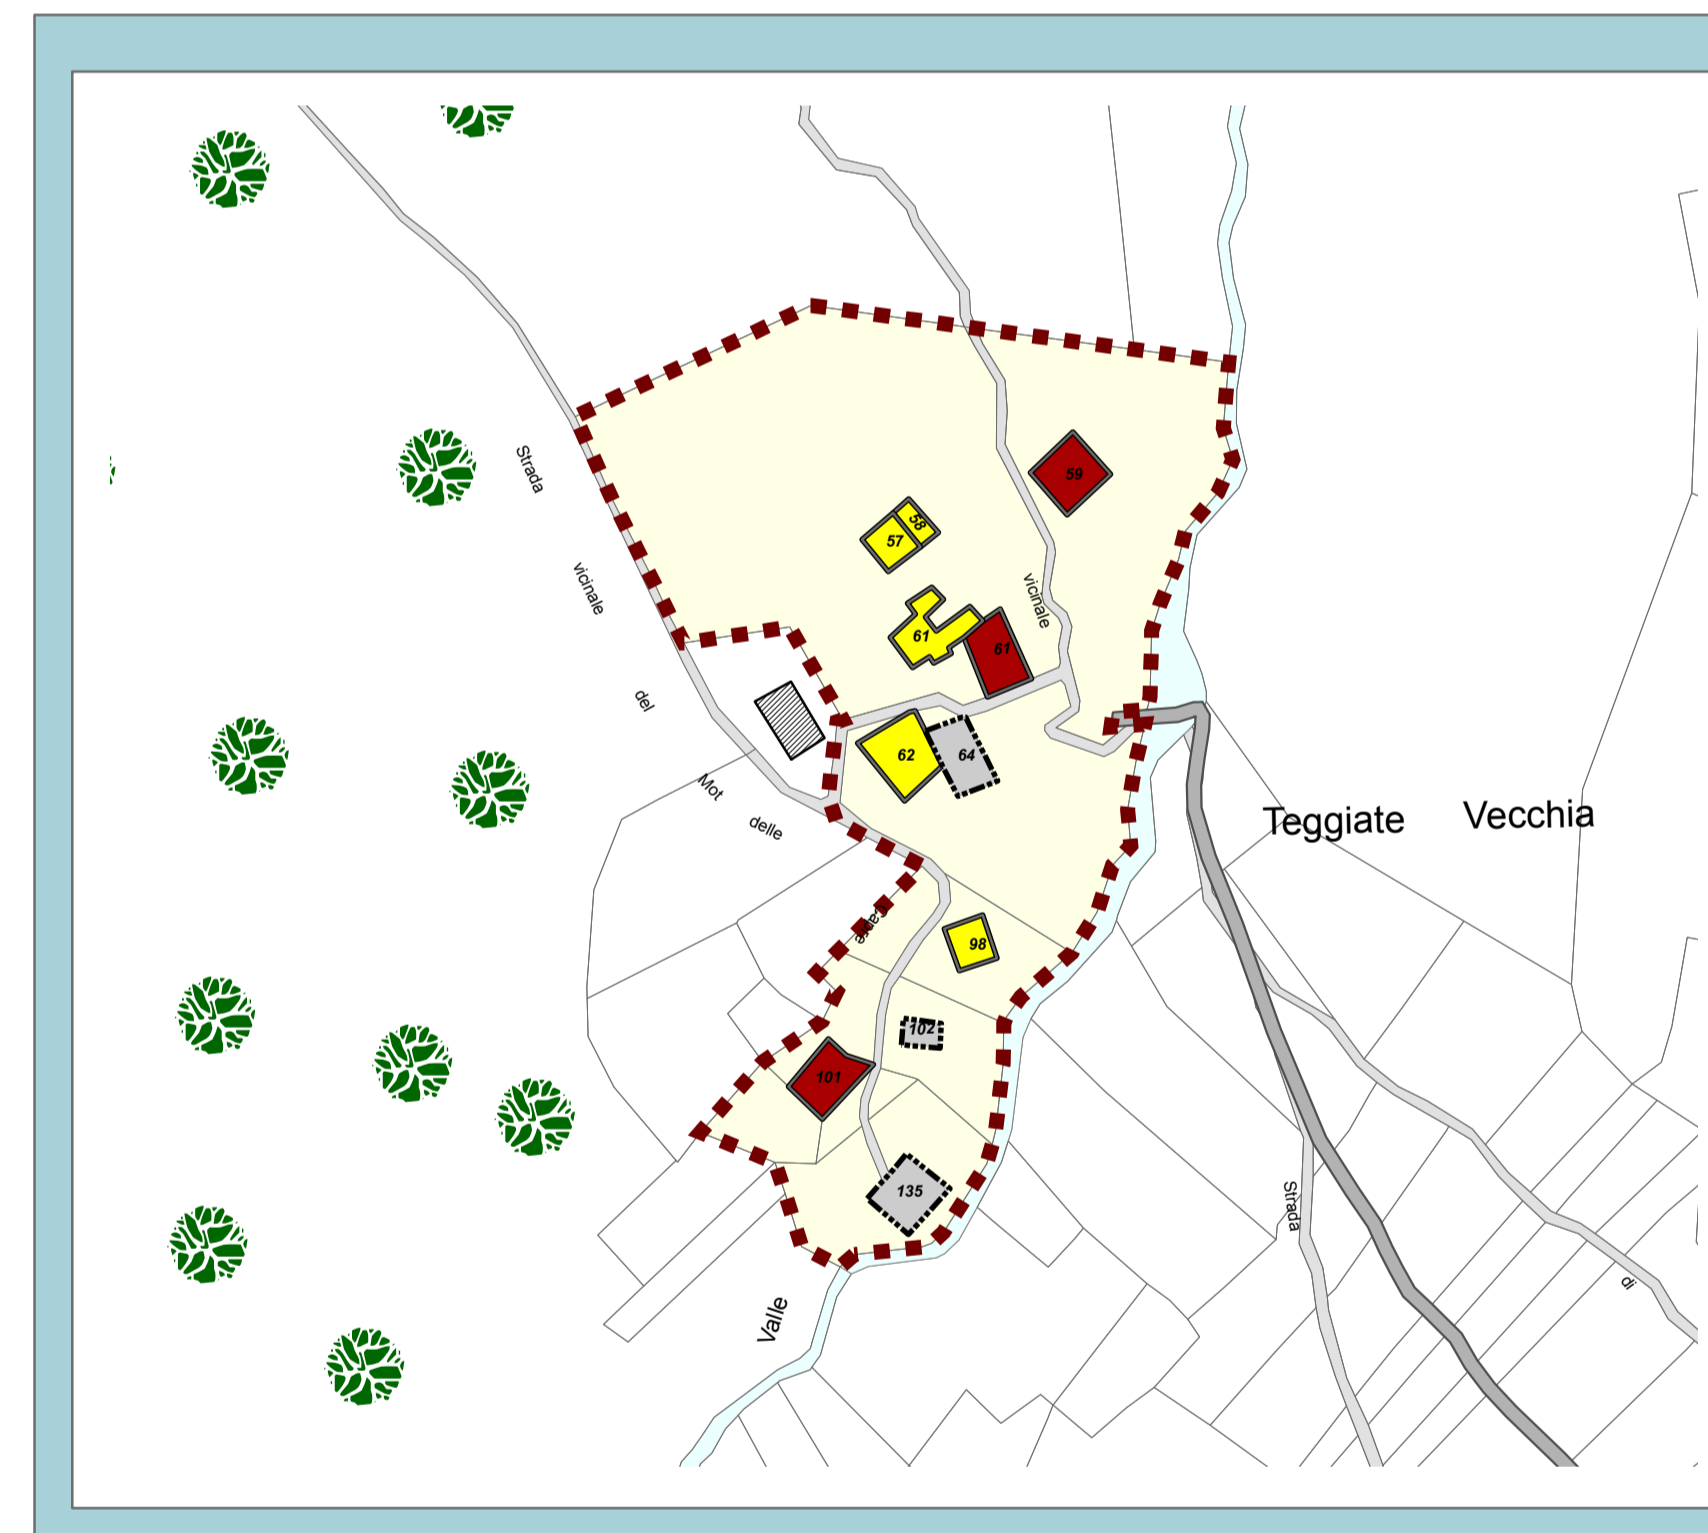 Strada
vicinale
del
Mot
delle
Capre
vicinale
59
58
57
61
61
62
64
98
102
101
135
Teggiate Vecchia
Strada
di
Valle